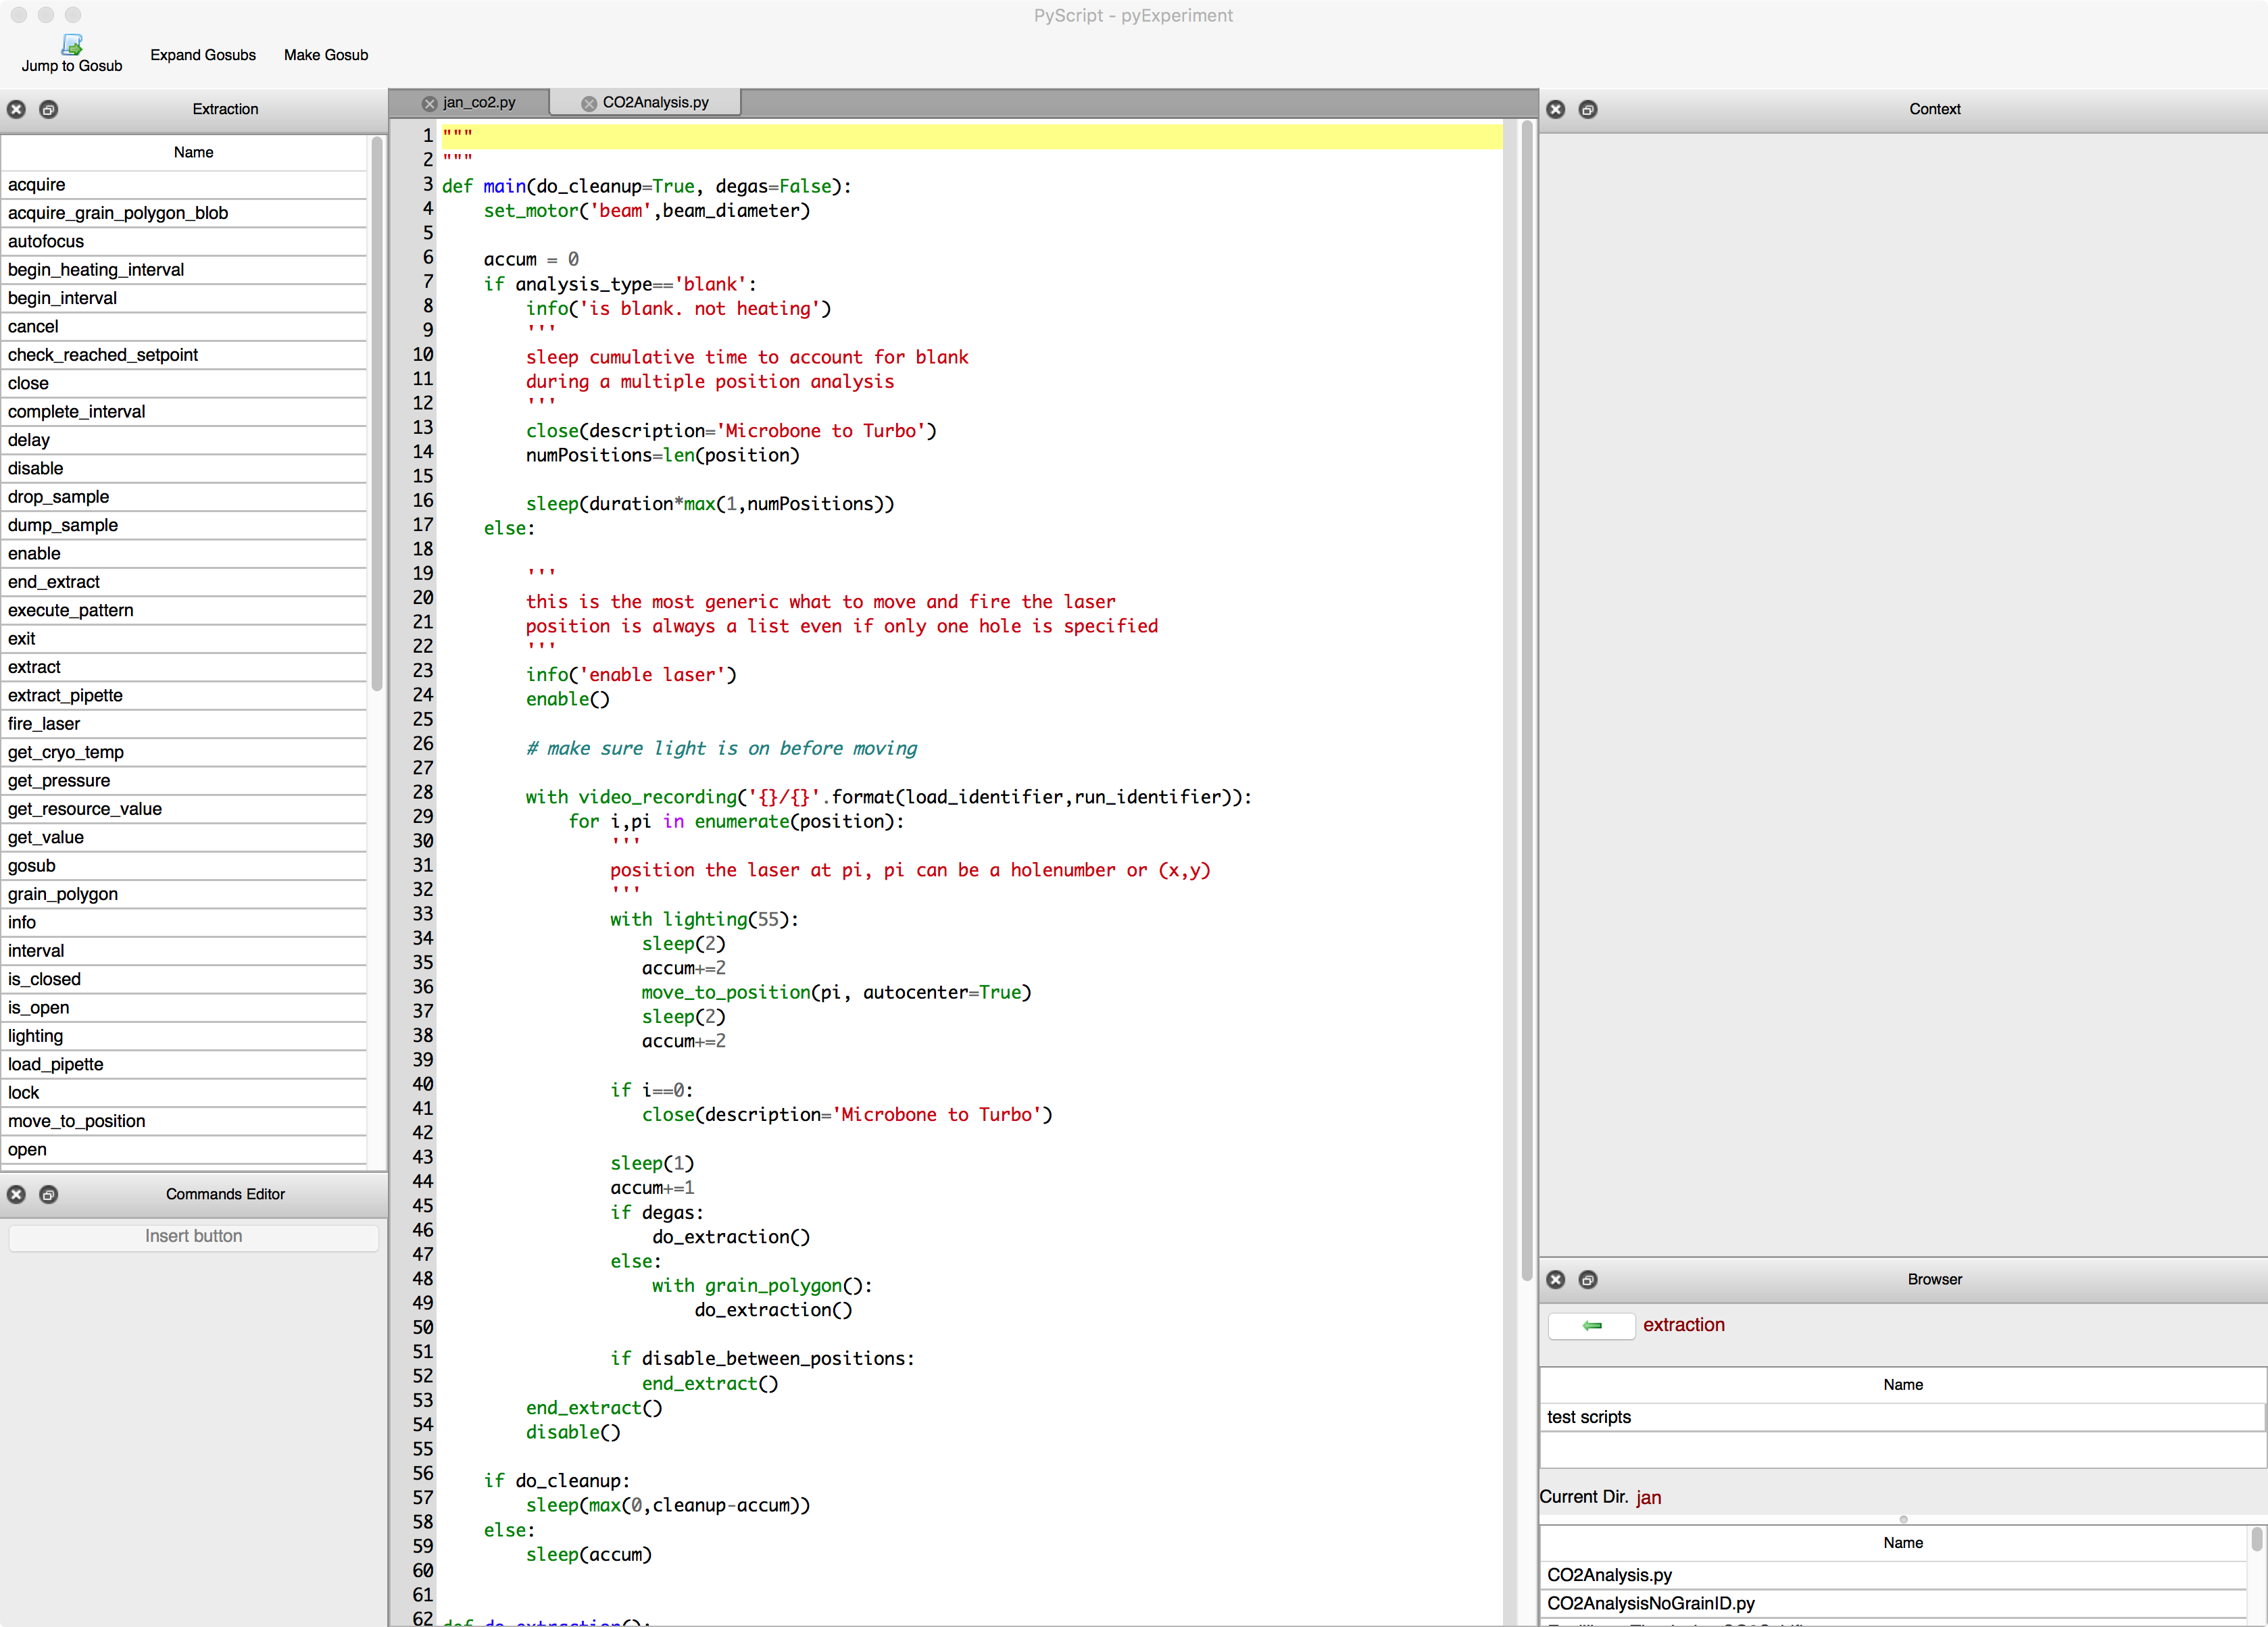 PyScript - pyExperiment
Jump to Gosub
Expand Gosubs
Make Gosub
Extraction
Name
acquire
acquire_grain_polygon_blob
autofocus
begin_heating_interval
begin_interval
cancel
check_reached_setpoint
close
complete_interval
delay
disable
drop_sample
dump_sample
enable
end_extract
execute_pattern
exit
extract
extract_pipette
fire_laser
get_cryo_temp
get_pressure
get_resource_value
get_value
gosub
grain_polygon
info
interval
is_closed
is_open
lighting
load_pipette
lock
move_to_position
open
Commands Editor
Insert button
jan_co2.py
CO2Analysis.py
1 """
2 """
3 def main(do_cleanup=True, degas=False):
4     set_motor('beam',beam_diameter)
5
6     accum = 0
7     if analysis_type=='blank':
8         info('is blank. not heating')
9         '''
10         sleep cumulative time to account for blank
11         during a multiple position analysis
12         '''
13         close(description='Microbone to Turbo')
14         numPositions=len(position)
15
16         sleep(duration*max(1,numPositions))
17     else:
18
19         '''
20         this is the most generic what to move and fire the laser
21         position is always a list even if only one hole is specified
22         '''
23         info('enable laser')
24         enable()
25
26         # make sure light is on before moving
27
28         with video_recording('{}/{}'.format(load_identifier,run_identifier)):
29             for i,pi in enumerate(position):
30                 '''
31                 position the laser at pi, pi can be a holenumber or (x,y)
32                 '''
33                 with lighting(55):
34                    sleep(2)
35                    accum+=2
36                    move_to_position(pi, autocenter=True)
37                    sleep(2)
38                    accum+=2
39
40                 if i==0:
41                    close(description='Microbone to Turbo')
42
43                 sleep(1)
44                 accum+=1
45                 if degas:
46                     do_extraction()
47                 else:
48                     with grain_polygon():
49                         do_extraction()
50
51                 if disable_between_positions:
52                    end_extract()
53         end_extract()
54         disable()
55
56     if do_cleanup:
57         sleep(max(0,cleanup-accum))
58     else:
59         sleep(accum)
60
61
62 def do_extraction():
Context
Browser
extraction
Name
test scripts
Current Dir. jan
Name
CO2Analysis.py
CO2AnalysisNoGrainID.py